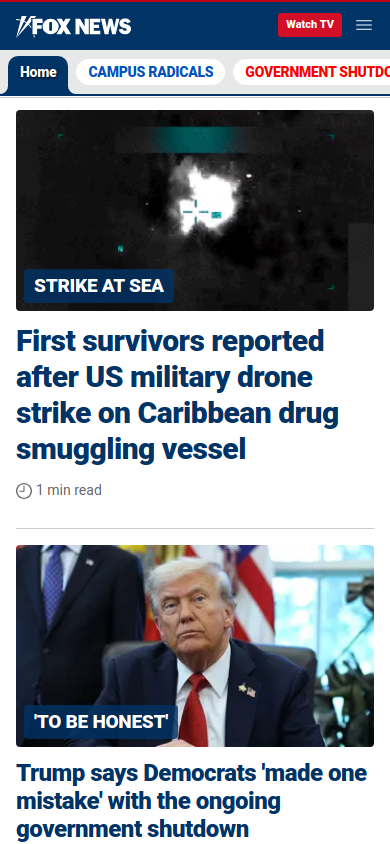 FOX NEWS
Watch TV
Home
CAMPUS RADICALS
GOVERNMENT SHUTDO
STRIKE AT SEA
First survivors reported
after US military drone
strike on Caribbean drug
smuggling vessel
1 min read
'TO BE HONEST'
Trump says Democrats 'made one
mistake' with the ongoing
government shutdown